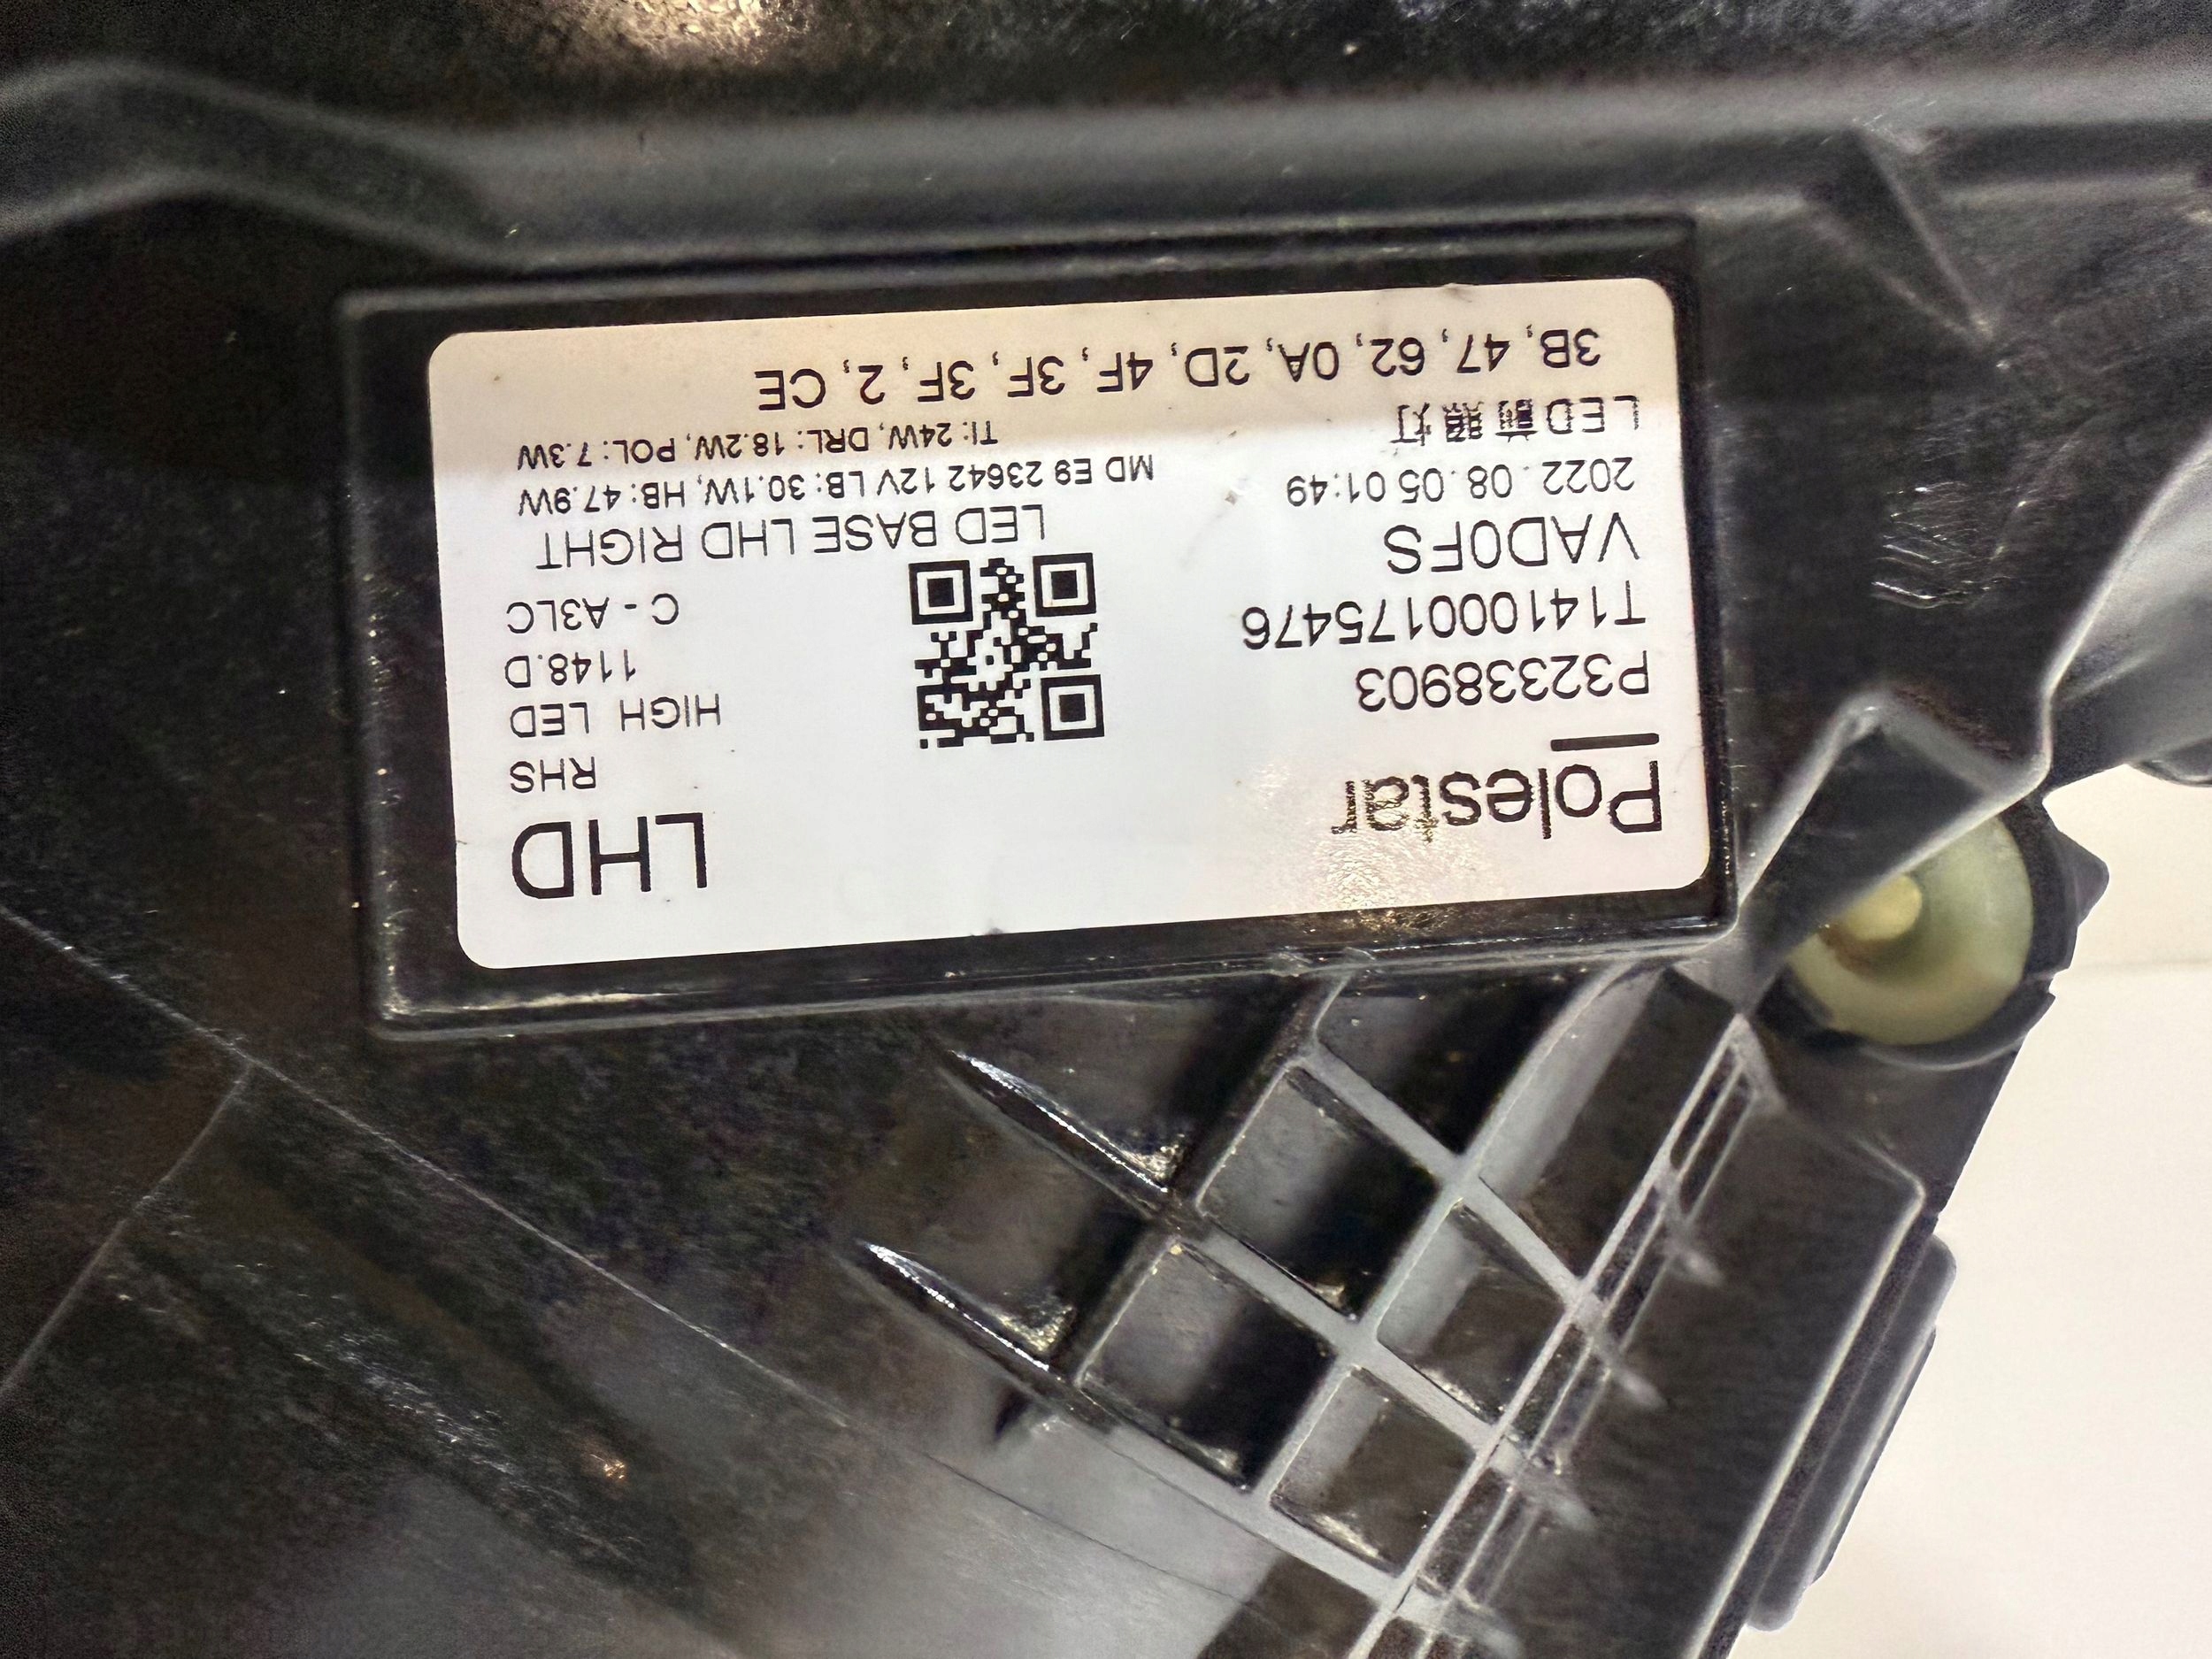 Polestar
LHD
P32338903
RHS
HIGH LED
T141000175476
1148.D
C - A3LC
VAD0FS
LED BASE LHD RIGHT
2022.08.05 01:49
MD E9 23642 12V LB: 30.1W, HB: 47.9W
LED前照灯
TI: 24W, DRL: 18.2W, POL: 7.3W
3B, 47, 62, 0A, 2D, 4F, 3F, 3F, 2, CE